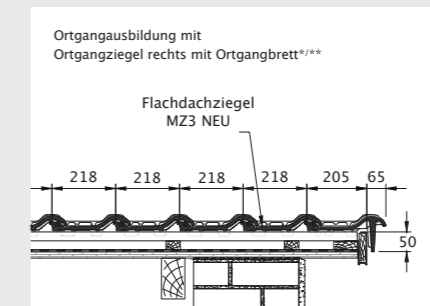 Ortgangausbildung mit
Ortgangziegel rechts mit Ortgangbrett*/**
Flachdachziegel
MZ3 NEU
218 218 218 218 205 65
50